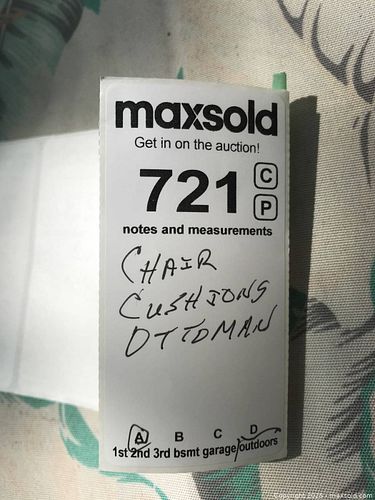 maxsold
Get in on the auction!
721 C
P
notes and measurements
CHAIR
CUSHIONS
OTTOMAN
A B C D
1st 2nd 3rd bsmt garage outdoors
Copyright 2025 - maxsold.com